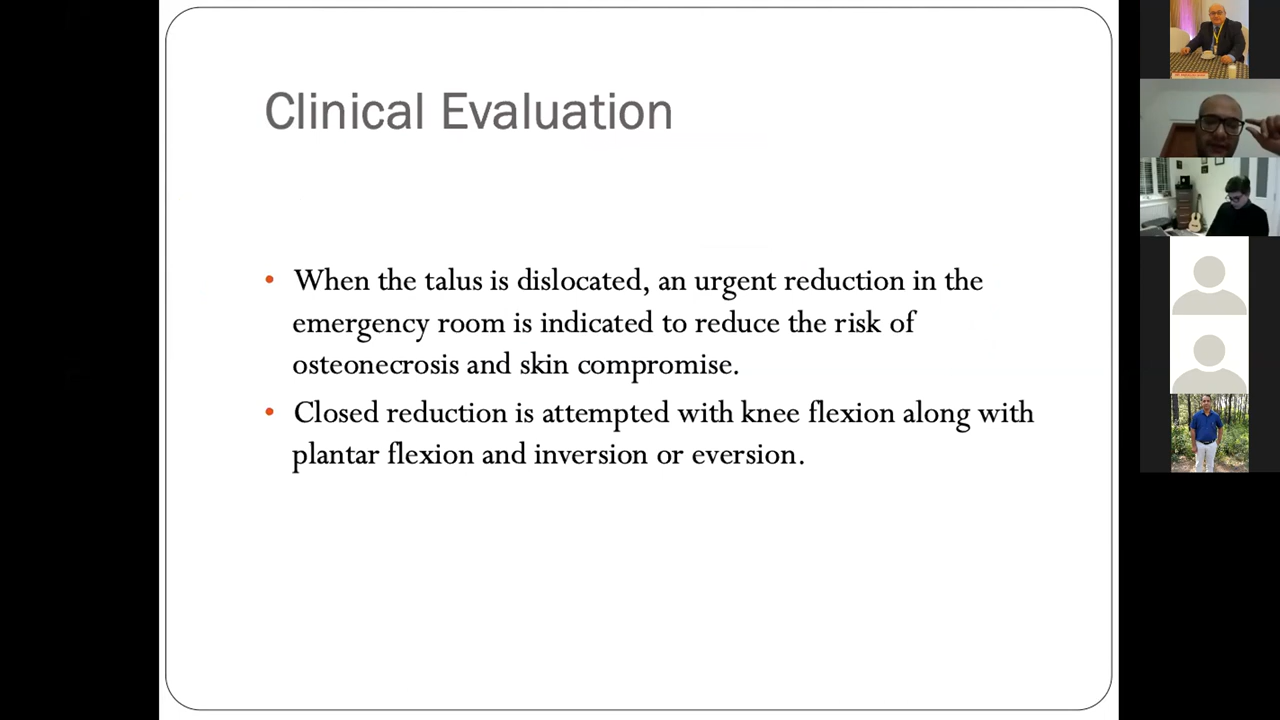 Clinical Evaluation
• When the talus is dislocated, an urgent reduction in the
emergency room is indicated to reduce the risk of
osteonecrosis and skin compromise.
• Closed reduction is attempted with knee flexion along with
plantar flexion and inversion or eversion.